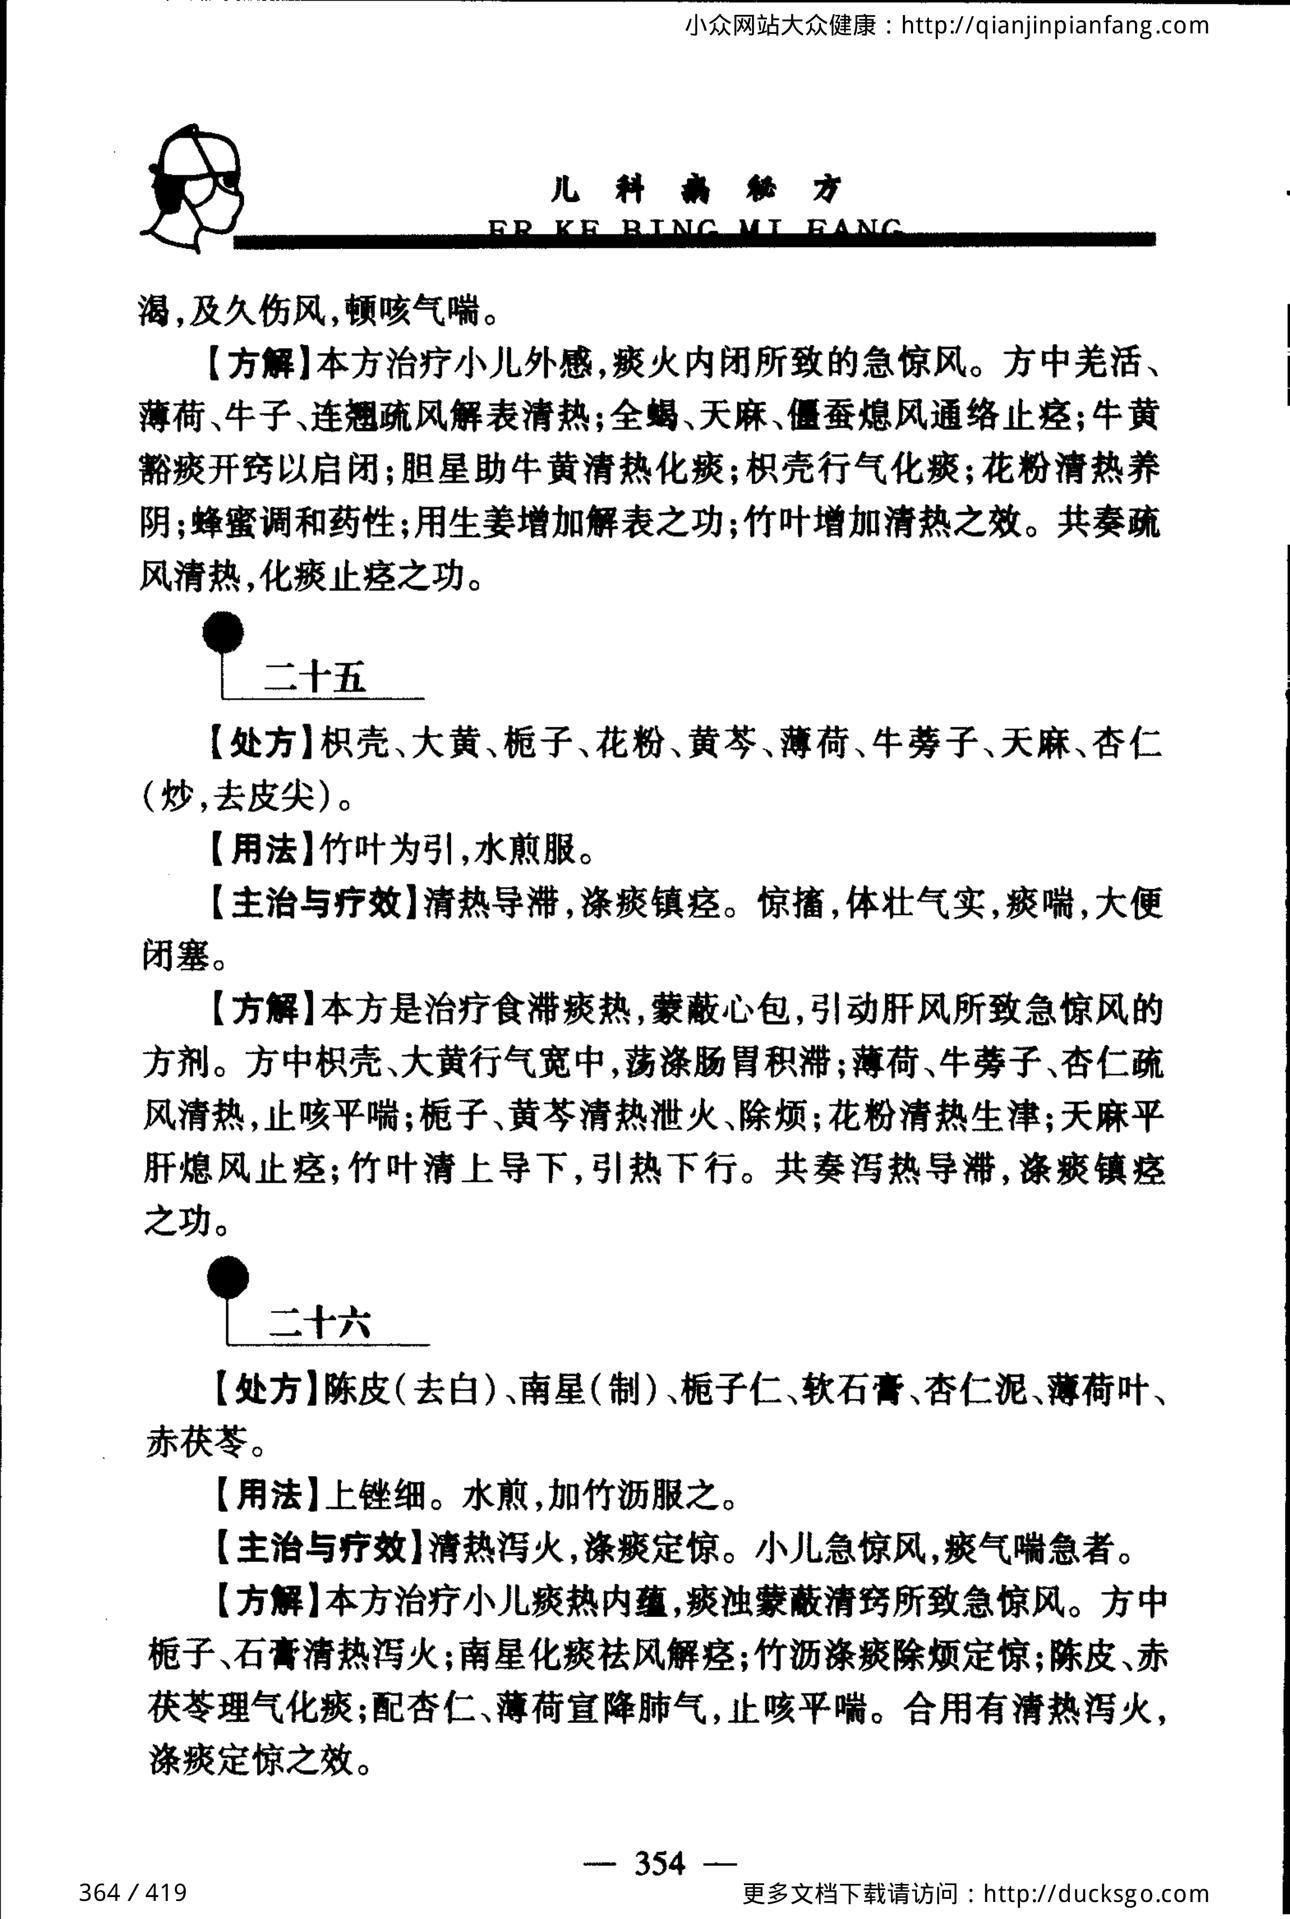 小众网站大众健康：http://qianjinpianfang.com
儿科病秘方
ER KE BING MI FANG
渴，及久伤风，顿咳气喘。
【方解】本方治疗小儿外感，痰火内闭所致的急惊风。方中羌活、
薄荷、牛子、连翘疏风解表清热；全蝎、天麻、僵蚕熄风通络止痉；牛黄
豁痰开窍以启闭；胆星助牛黄清热化痰；枳壳行气化痰；花粉清热养
阴；蜂蜜调和药性；用生姜增加解表之功；竹叶增加清热之效。共奏疏
风清热，化痰止痉之功。
二十五
【处方】枳壳、大黄、栀子、花粉、黄芩、薄荷、牛蒡子、天麻、杏仁
（炒，去皮尖）。
【用法】竹叶为引，水煎服。
【主治与疗效】清热导滞，涤痰镇痉。惊搐，体壮气实，痰喘，大便
闭塞。
【方解】本方是治疗食滞痰热，蒙蔽心包，引动肝风所致急惊风的
方剂。方中枳壳、大黄行气宽中，荡涤肠胃积滞；薄荷、牛蒡子、杏仁疏
风清热，止咳平喘；栀子、黄芩清热泄火、除烦；花粉清热生津；天麻平
肝熄风止痉；竹叶清上导下，引热下行。共奏泻热导滞，涤痰镇痉
之功。
二十六
【处方】陈皮（去白）、南星（制）、栀子仁、软石膏、杏仁泥、薄荷叶、
赤茯苓。
【用法】上锉细。水煎，加竹沥服之。
【主治与疗效】清热泻火，涤痰定惊。小儿急惊风，痰气喘急者。
【方解】本方治疗小儿痰热内蕴，痰浊蒙蔽清窍所致急惊风。方中
栀子、石膏清热泻火；南星化痰祛风解痉；竹沥涤痰除烦定惊；陈皮、赤
茯苓理气化痰；配杏仁、薄荷宣降肺气，止咳平喘。合用有清热泻火，
涤痰定惊之效。
— 354 —
364 / 419
更多文档下载请访问：http://ducksgo.com